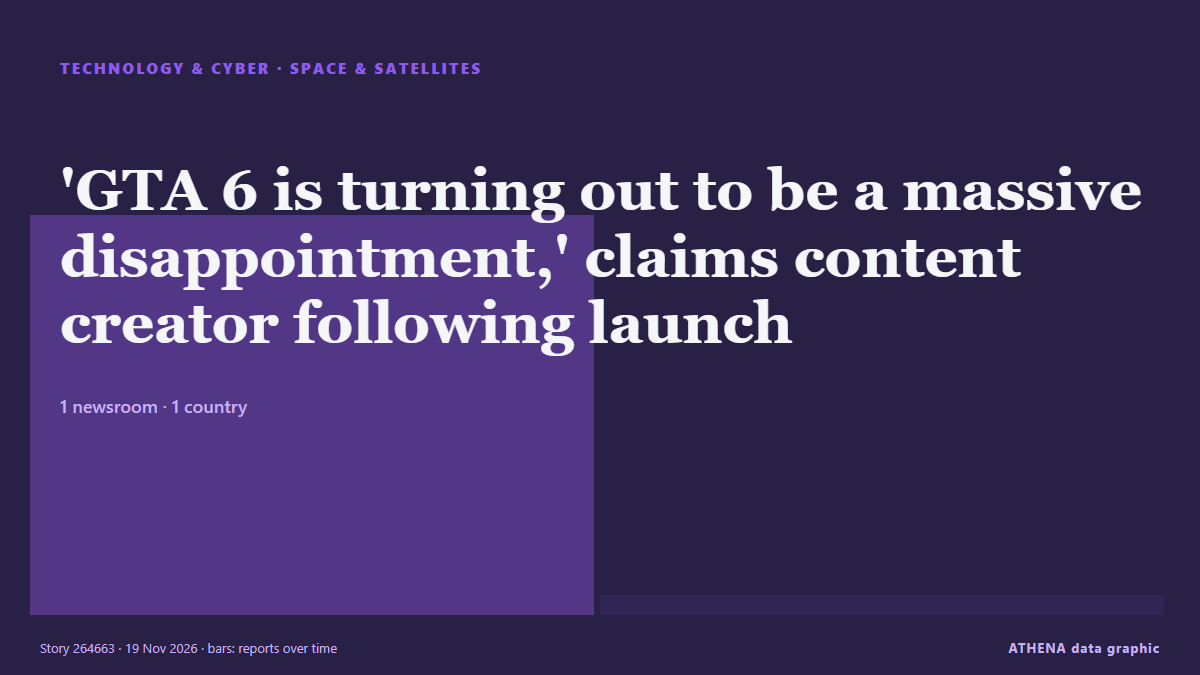 TECHNOLOGY & CYBER · SPACE & SATELLITES
'GTA 6 is turning out to be a massive
disappointment,' claims content
creator following launch
1 newsroom · 1 country
Story 264663 · 19 Nov 2026 · bars: reports over time
ATHENA data graphic